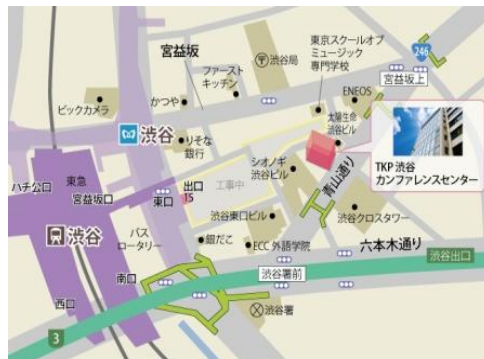 宮益坂
東京スクールオブ
ミュージック
専門学校
246
渋谷局
宮益坂上
ファースト
キッチン
ビックカメラ
かつや
ENEOS
渋谷
りそな
銀行
太陽生命
渋谷ビル
TKP 渋谷
カンファレンスセンター
シオノギ
渋谷ビル
工事中
出口
15
東急
宮益坂口
ハチ公口
東口
青山通り
渋谷クロスタワー
渋谷東口ビル
バス
ロータリー
渋谷
銀だこ
ECC 外語学院
六本木通り
渋谷出口
渋谷署前
南口
西口
渋谷署
3